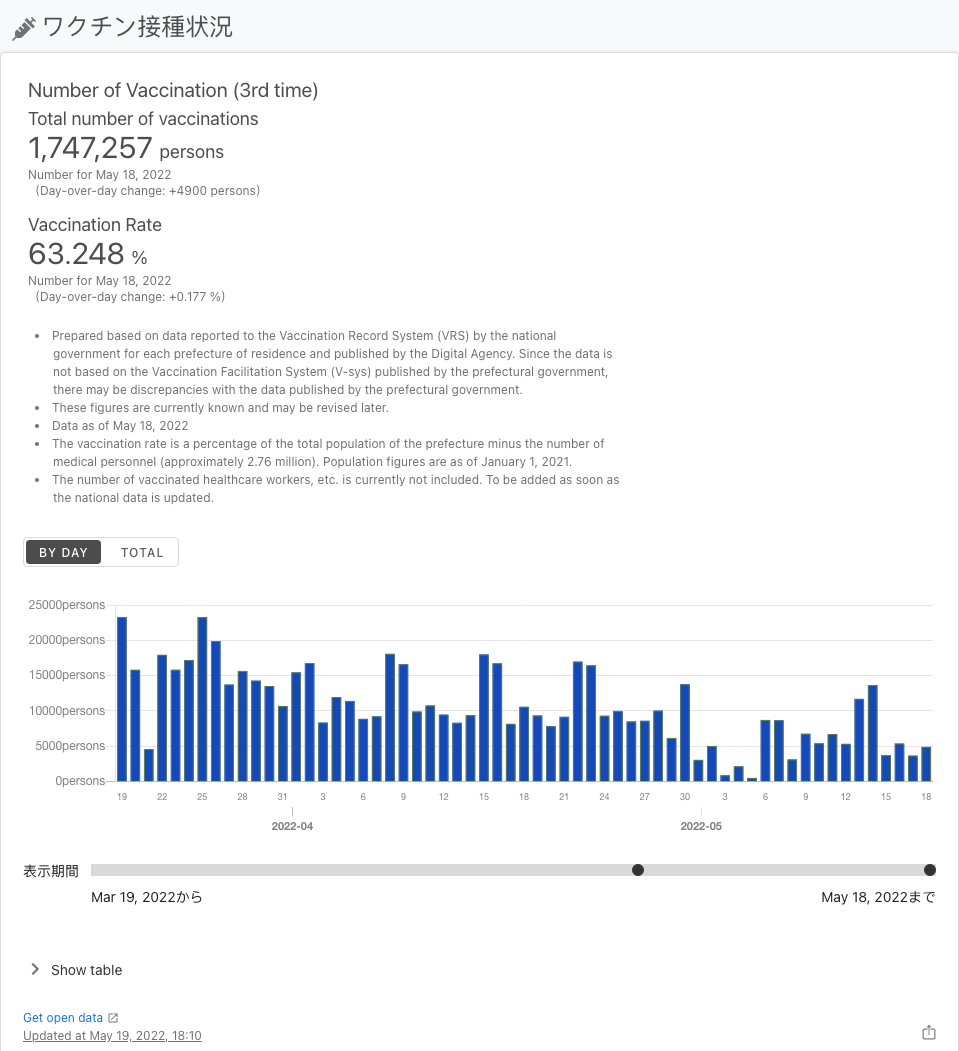 ワクチン接種状況
Number of Vaccination (3rd time)
Total number of vaccinations
1,747,257 persons
Number for May 18, 2022
(Day-over-day change: +4900 persons)
Vaccination Rate
63.248 %
Number for May 18, 2022
(Day-over-day change: +0.177 %)
• Prepared based on data reported to the Vaccination Record System (VRS) by the national
government for each prefecture of residence and published by the Digital Agency. Since the data is
not based on the Vaccination Facilitation System (V-sys) published by the prefectural government,
there may be discrepancies with the data published by the prefectural government.
• These figures are currently known and may be revised later.
• Data as of May 18, 2022
• The vaccination rate is a percentage of the total population of the prefecture minus the number of
medical personnel (approximately 2.76 million). Population figures are as of January 1, 2021.
• The number of vaccinated healthcare workers, etc. is currently not included. To be added as soon as
the national data is updated.
BY DAY TOTAL
25000persons
20000persons
15000persons
10000persons
5000persons
0persons
19 22 25 28 31 3 6 9 12 15 18 21 24 27 30 3 6 9 12 15 18
2022-04 2022-05
表示期間
Mar 19, 2022から May 18, 2022まで
Show table
Get open data
Updated at May 19, 2022, 18:10